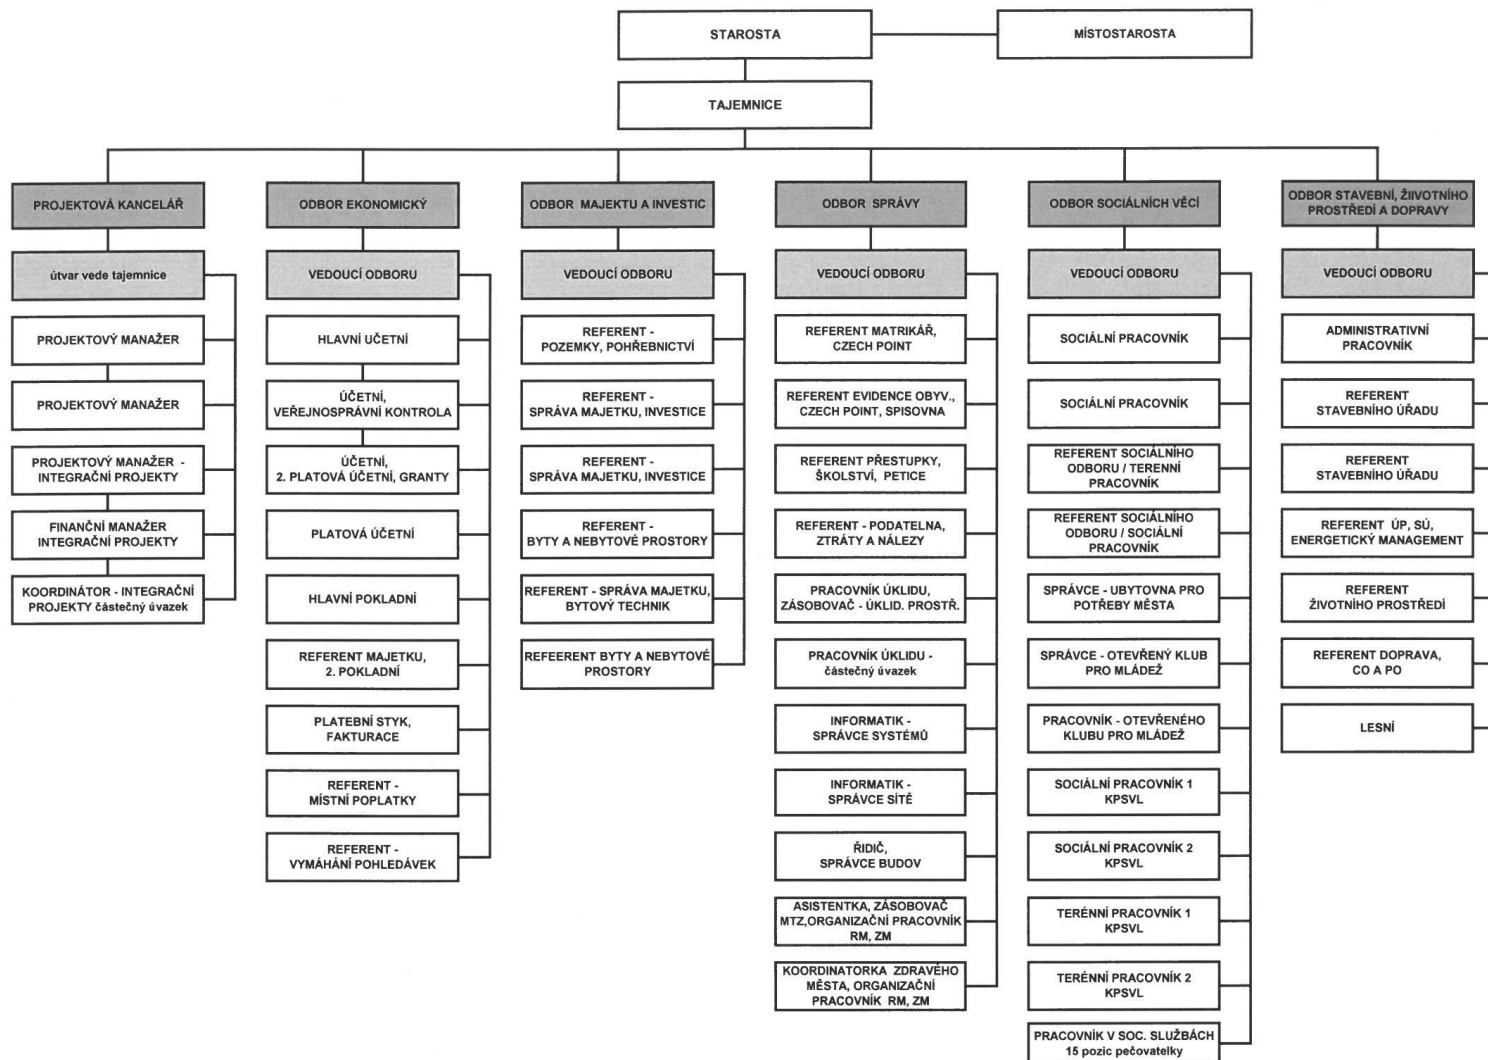 STAROSTA
MÍSTOSTAROSTA
TAJEMNICE
PROJEKTOVÁ KANCELÁŘ
útvar vede tajemnice
PROJEKTOVÝ MANAŽER
PROJEKTOVÝ MANAŽER
PROJEKTOVÝ MANAŽER -
INTEGRAČNÍ PROJEKTY
FINANČNÍ MANAŽER
INTEGRAČNÍ PROJEKTY
KOORDINÁTOR - INTEGRAČNÍ
PROJEKTY částečný úvazek
ODBOR EKONOMICKÝ
VEDOUCÍ ODBORU
HLAVNÍ ÚČETNÍ
ÚČETNÍ,
VEŘEJNOSPRÁVNÍ KONTROLA
ÚČETNÍ,
2. PLATOVÁ ÚČETNÍ, GRANTY
PLATOVÁ ÚČETNÍ
HLAVNÍ POKLADNÍ
REFERENT MAJETKU,
2. POKLADNÍ
PLATEBNÍ STYK,
FAKTURACE
REFERENT -
MÍSTNÍ POPLATKY
REFERENT -
VYMÁHÁNÍ POHLEDÁVEK
ODBOR MAJEKTU A INVESTIC
VEDOUCÍ ODBORU
REFERENT -
POZEMKY, POHŘEBNICTVÍ
REFERENT -
SPRÁVA MAJETKU, INVESTICE
REFERENT -
SPRÁVA MAJETKU, INVESTICE
REFERENT -
BYTY A NEBYTOVÉ PROSTORY
REFERENT - SPRÁVA MAJETKU,
BYTOVÝ TECHNIK
REFEERENT BYTY A NEBYTOVÉ
PROSTORY
ODBOR SPRÁVY
VEDOUCÍ ODBORU
REFERENT MATRIKÁŘ,
CZECH POINT
REFERENT EVIDENCE OBYV.,
CZECH POINT, SPISOVNA
REFERENT PŘESTUPKY,
ŠKOLSTVÍ, PETICE
REFERENT - PODATELNA,
ZTRÁTY A NÁLEZY
PRACOVNÍK ÚKLIDU,
ZÁSOBOVAČ - ÚKLID. PROSTŘ.
PRACOVNÍK ÚKLIDU -
částečný úvazek
INFORMATIK -
SPRÁVCE SYSTÉMŮ
INFORMATIK -
SPRÁVCE SÍTĚ
ŘIDIČ,
SPRÁVCE BUDOV
ASISTENTKA, ZÁSOBOVAČ
MTZ,ORGANIZAČNÍ PRACOVNÍK
RM, ZM
KOORDINATORKA ZDRAVÉHO
MĚSTA, ORGANIZAČNÍ
PRACOVNÍK RM, ZM
ODBOR SOCIÁLNÍCH VĚCÍ
VEDOUCÍ ODBORU
SOCIÁLNÍ PRACOVNÍK
SOCIÁLNÍ PRACOVNÍK
REFERENT SOCIÁLNÍHO
ODBORU / TERENNÍ
PRACOVNÍK
REFERENT SOCIÁLNÍHO
ODBORU / SOCIÁLNÍ
PRACOVNÍK
SPRÁVCE - UBYTOVNA PRO
POTŘEBY MĚSTA
SPRÁVCE - OTEVŘENÝ KLUB
PRO MLÁDEŽ
PRACOVNÍK - OTEVŘENÉHO
KLUBU PRO MLÁDEŽ
SOCIÁLNÍ PRACOVNÍK 1
KPSVL
SOCIÁLNÍ PRACOVNÍK 2
KPSVL
TERÉNNÍ PRACOVNÍK 1
KPSVL
TERÉNNÍ PRACOVNÍK 2
KPSVL
PRACOVNÍK V SOC. SLUŽBÁCH
15 pozic pečovatelky
ODBOR STAVEBNÍ, ŽIIVOTNÍHO
PROSTŘEDÍ A DOPRAVY
VEDOUCÍ ODBORU
ADMINISTRATIVNÍ
PRACOVNÍK
REFERENT
STAVEBNÍHO ÚŘADU
REFERENT
STAVEBNÍHO ÚŘADU
REFERENT ÚP, SÚ,
ENERGETICKÝ MANAGEMENT
REFERENT
ŽIVOTNÍHO PROSTŘEDÍ
REFERENT DOPRAVA,
CO A PO
LESNÍ